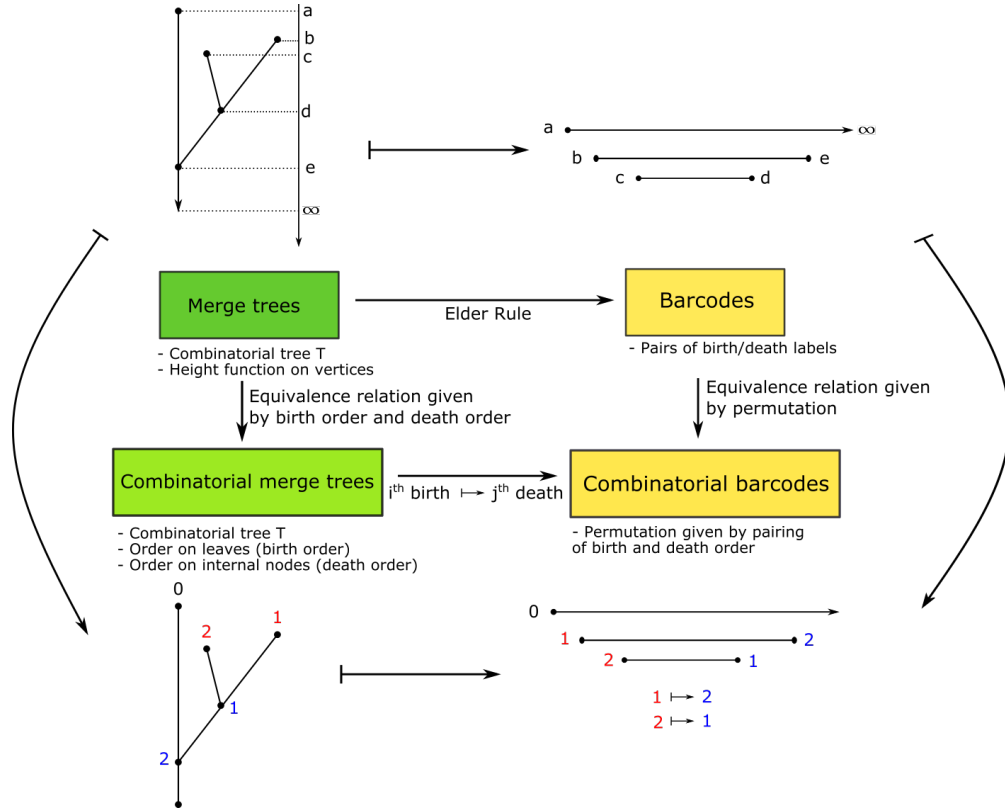 a
b
c
d
e
∞
a
∞
b
e
c
d
Merge trees
Elder Rule
Barcodes
- Combinatorial tree T
- Height function on vertices
- Pairs of birth/death labels
Equivalence relation given
by birth order and death order
Equivalence relation given
by permutation
Combinatorial merge trees
iᵗʰ birth ↦ jᵗʰ death
Combinatorial barcodes
- Combinatorial tree T
- Order on leaves (birth order)
- Order on internal nodes (death order)
- Permutation given by pairing
of birth and death order
0
1
2
1
2
0
1
2
2
1
1 ↦ 2
2 ↦ 1